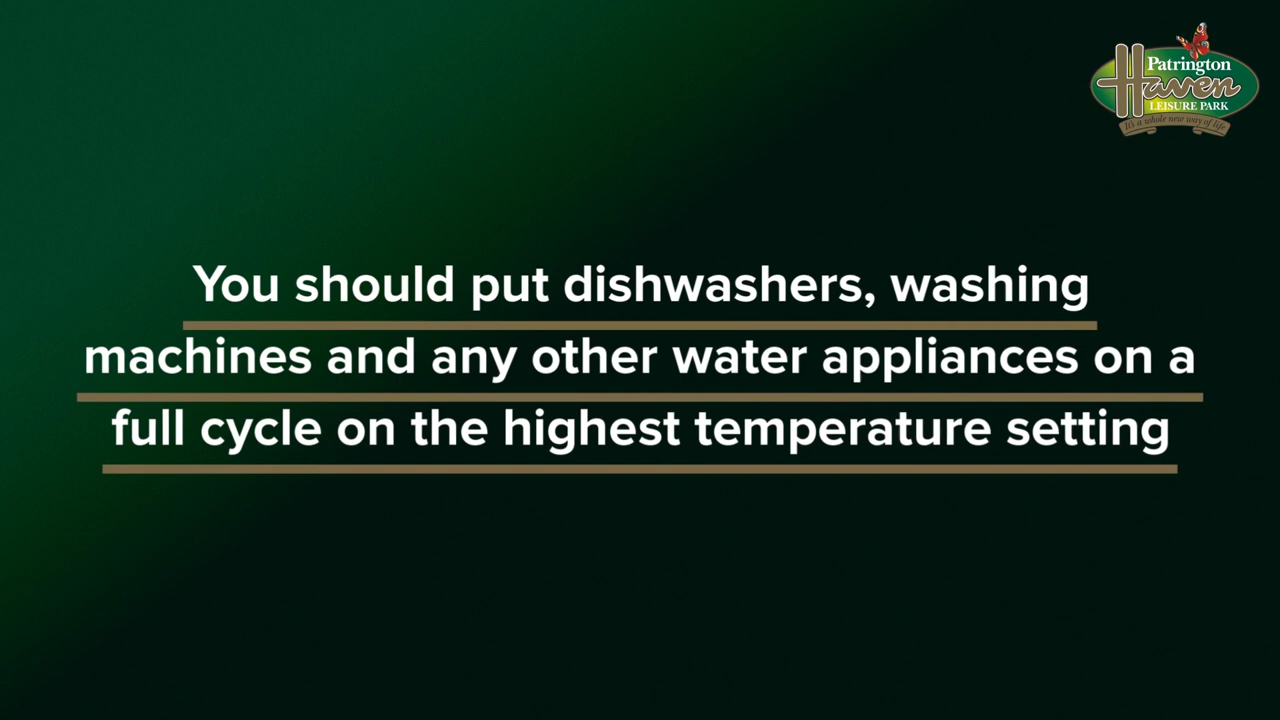 Patrington
Haven
LEISURE PARK
It's a whole new way of life
You should put dishwashers, washing
machines and any other water appliances on a
full cycle on the highest temperature setting